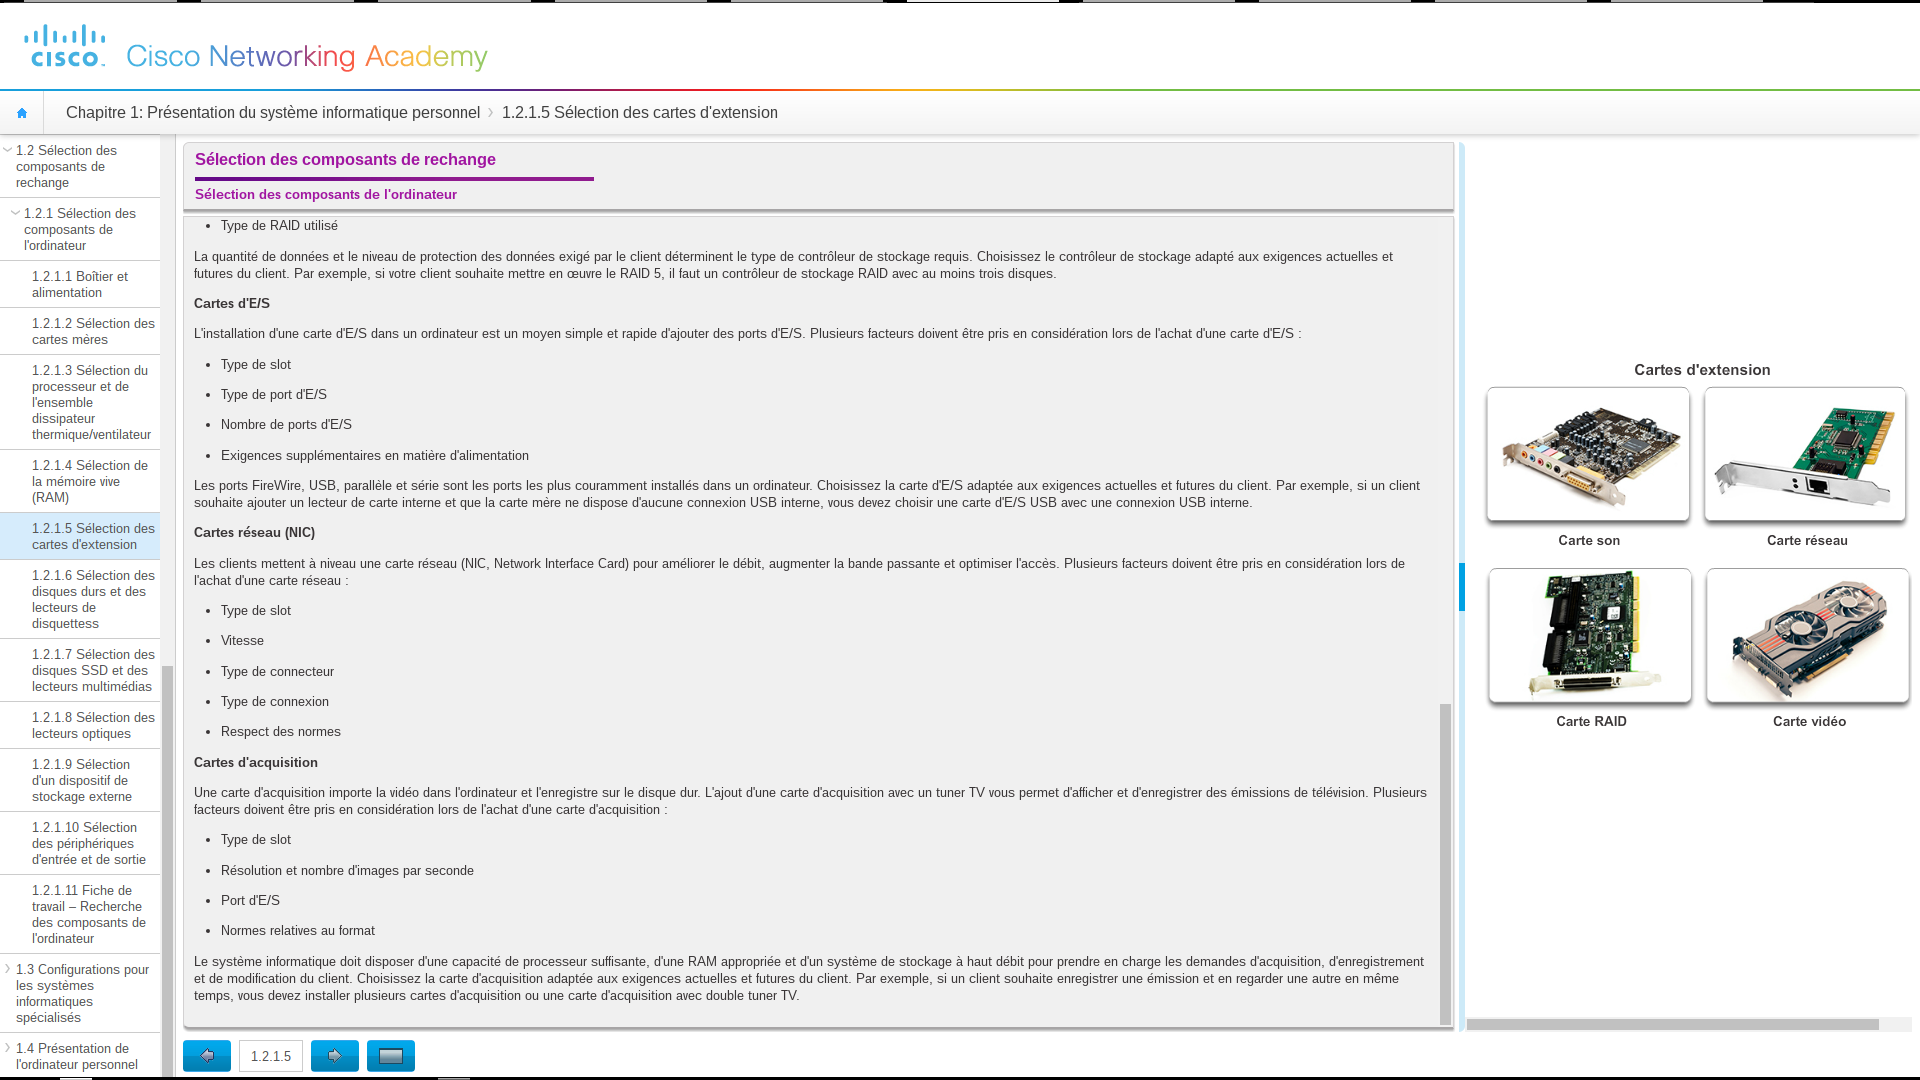 cisco
Cisco Networking Academy
Chapitre 1: Présentation du système informatique personnel
1.2.1.5 Sélection des cartes d'extension
1.2 Sélection des
composants de
rechange
1.2.1 Sélection des
composants de
l'ordinateur
1.2.1.1 Boîtier et
alimentation
1.2.1.2 Sélection des
cartes mères
1.2.1.3 Sélection du
processeur et de
l'ensemble
dissipateur
thermique/ventilateur
1.2.1.4 Sélection de
la mémoire vive
(RAM)
1.2.1.5 Sélection des
cartes d'extension
1.2.1.6 Sélection des
disques durs et des
lecteurs de
disquettess
1.2.1.7 Sélection des
disques SSD et des
lecteurs multimédias
1.2.1.8 Sélection des
lecteurs optiques
1.2.1.9 Sélection
d'un dispositif de
stockage externe
1.2.1.10 Sélection
des périphériques
d'entrée et de sortie
1.2.1.11 Fiche de
travail – Recherche
des composants de
l'ordinateur
1.3 Configurations pour
les systèmes
informatiques
spécialisés
1.4 Présentation de
l'ordinateur personnel
Sélection des composants de rechange
Sélection des composants de l'ordinateur
• Type de RAID utilisé
La quantité de données et le niveau de protection des données exigé par le client déterminent le type de contrôleur de stockage requis. Choisissez le contrôleur de stockage adapté aux exigences actuelles et
futures du client. Par exemple, si votre client souhaite mettre en œuvre le RAID 5, il faut un contrôleur de stockage RAID avec au moins trois disques.
Cartes d'E/S
L'installation d'une carte d'E/S dans un ordinateur est un moyen simple et rapide d'ajouter des ports d'E/S. Plusieurs facteurs doivent être pris en considération lors de l'achat d'une carte d'E/S :
• Type de slot
• Type de port d'E/S
• Nombre de ports d'E/S
• Exigences supplémentaires en matière d'alimentation
Les ports FireWire, USB, parallèle et série sont les ports les plus couramment installés dans un ordinateur. Choisissez la carte d'E/S adaptée aux exigences actuelles et futures du client. Par exemple, si un client
souhaite ajouter un lecteur de carte interne et que la carte mère ne dispose d'aucune connexion USB interne, vous devez choisir une carte d'E/S USB avec une connexion USB interne.
Cartes réseau (NIC)
Les clients mettent à niveau une carte réseau (NIC, Network Interface Card) pour améliorer le débit, augmenter la bande passante et optimiser l'accès. Plusieurs facteurs doivent être pris en considération lors de
l'achat d'une carte réseau :
• Type de slot
• Vitesse
• Type de connecteur
• Type de connexion
• Respect des normes
Cartes d'acquisition
Une carte d'acquisition importe la vidéo dans l'ordinateur et l'enregistre sur le disque dur. L'ajout d'une carte d'acquisition avec un tuner TV vous permet d'afficher et d'enregistrer des émissions de télévision. Plusieurs
facteurs doivent être pris en considération lors de l'achat d'une carte d'acquisition :
• Type de slot
• Résolution et nombre d'images par seconde
• Port d'E/S
• Normes relatives au format
Le système informatique doit disposer d'une capacité de processeur suffisante, d'une RAM appropriée et d'un système de stockage à haut débit pour prendre en charge les demandes d'acquisition, d'enregistrement
et de modification du client. Choisissez la carte d'acquisition adaptée aux exigences actuelles et futures du client. Par exemple, si un client souhaite enregistrer une émission et en regarder une autre en même
temps, vous devez installer plusieurs cartes d'acquisition ou une carte d'acquisition avec double tuner TV.
1.2.1.5
Cartes d'extension
Carte son
Carte réseau
Carte RAID
Carte vidéo